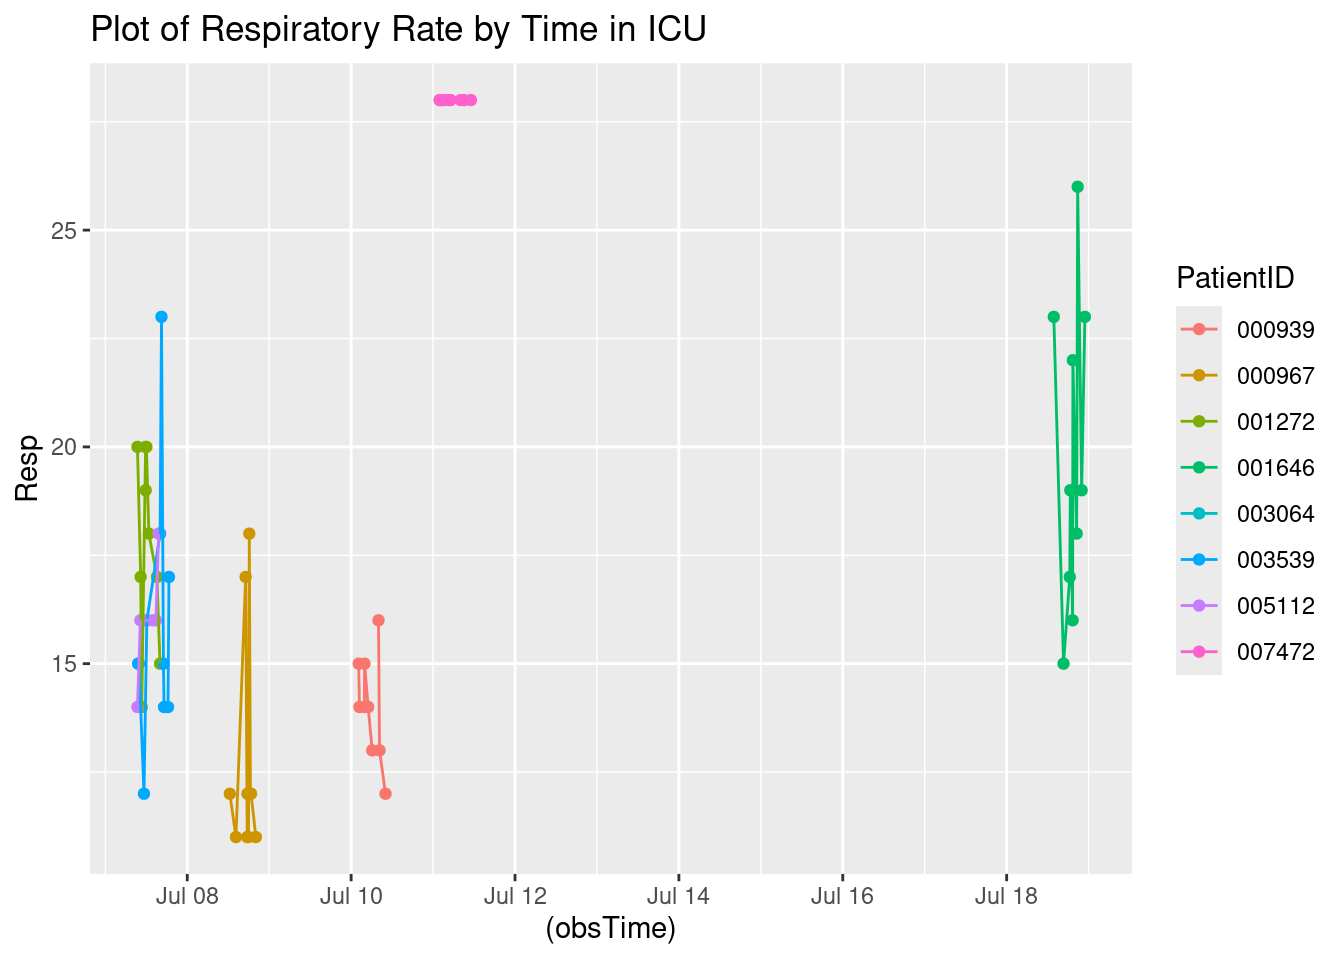 Plot of Respiratory Rate by Time in ICU
Resp
25
20
15
Jul 08 Jul 10 Jul 12 Jul 14 Jul 16 Jul 18
(obsTime)
PatientID
000939
000967
001272
001646
003064
003539
005112
007472